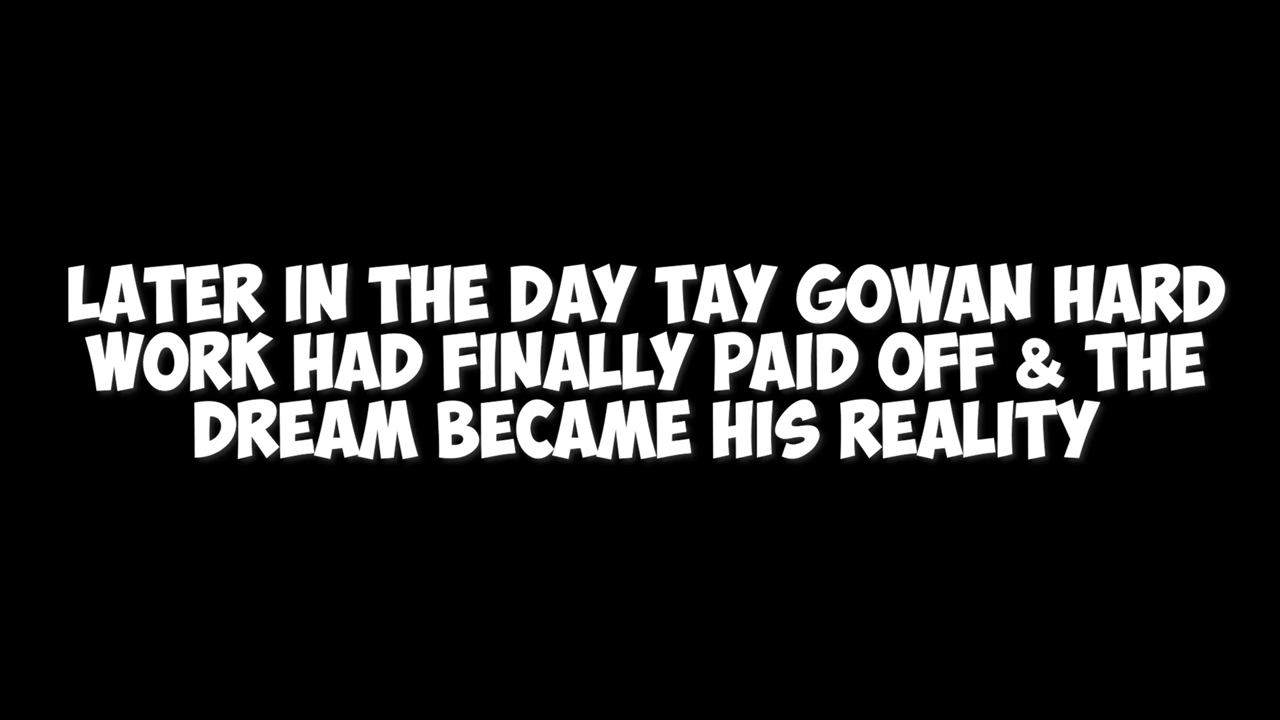 LATER IN THE DAY TAY GOWAN HARD
WORK HAD FINALLY PAID OFF & THE
DREAM BECAME HIS REALITY